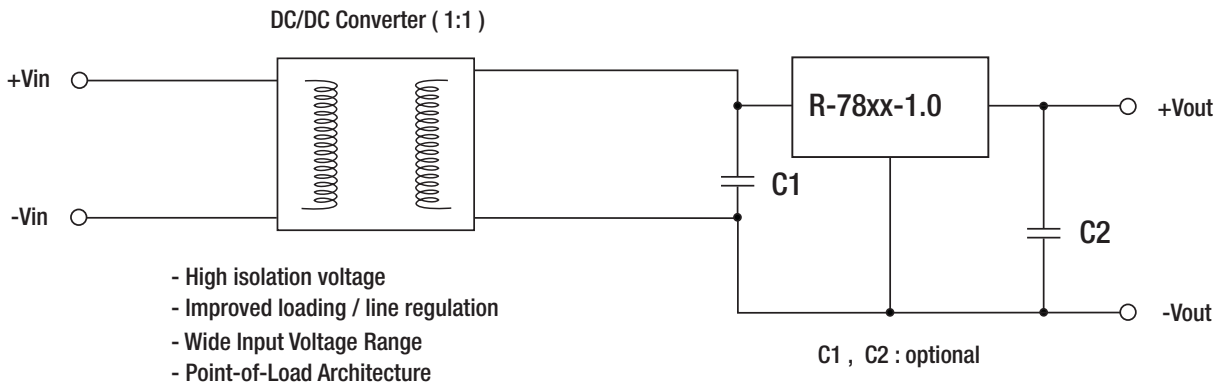 DC/DC Converter ( 1:1 )
+Vin
R-78xx-1.0
+Vout
C1
-Vin
C2
- High isolation voltage
- Improved loading / line regulation
- Wide Input Voltage Range
- Point-of-Load Architecture
-Vout
C1 , C2 : optional